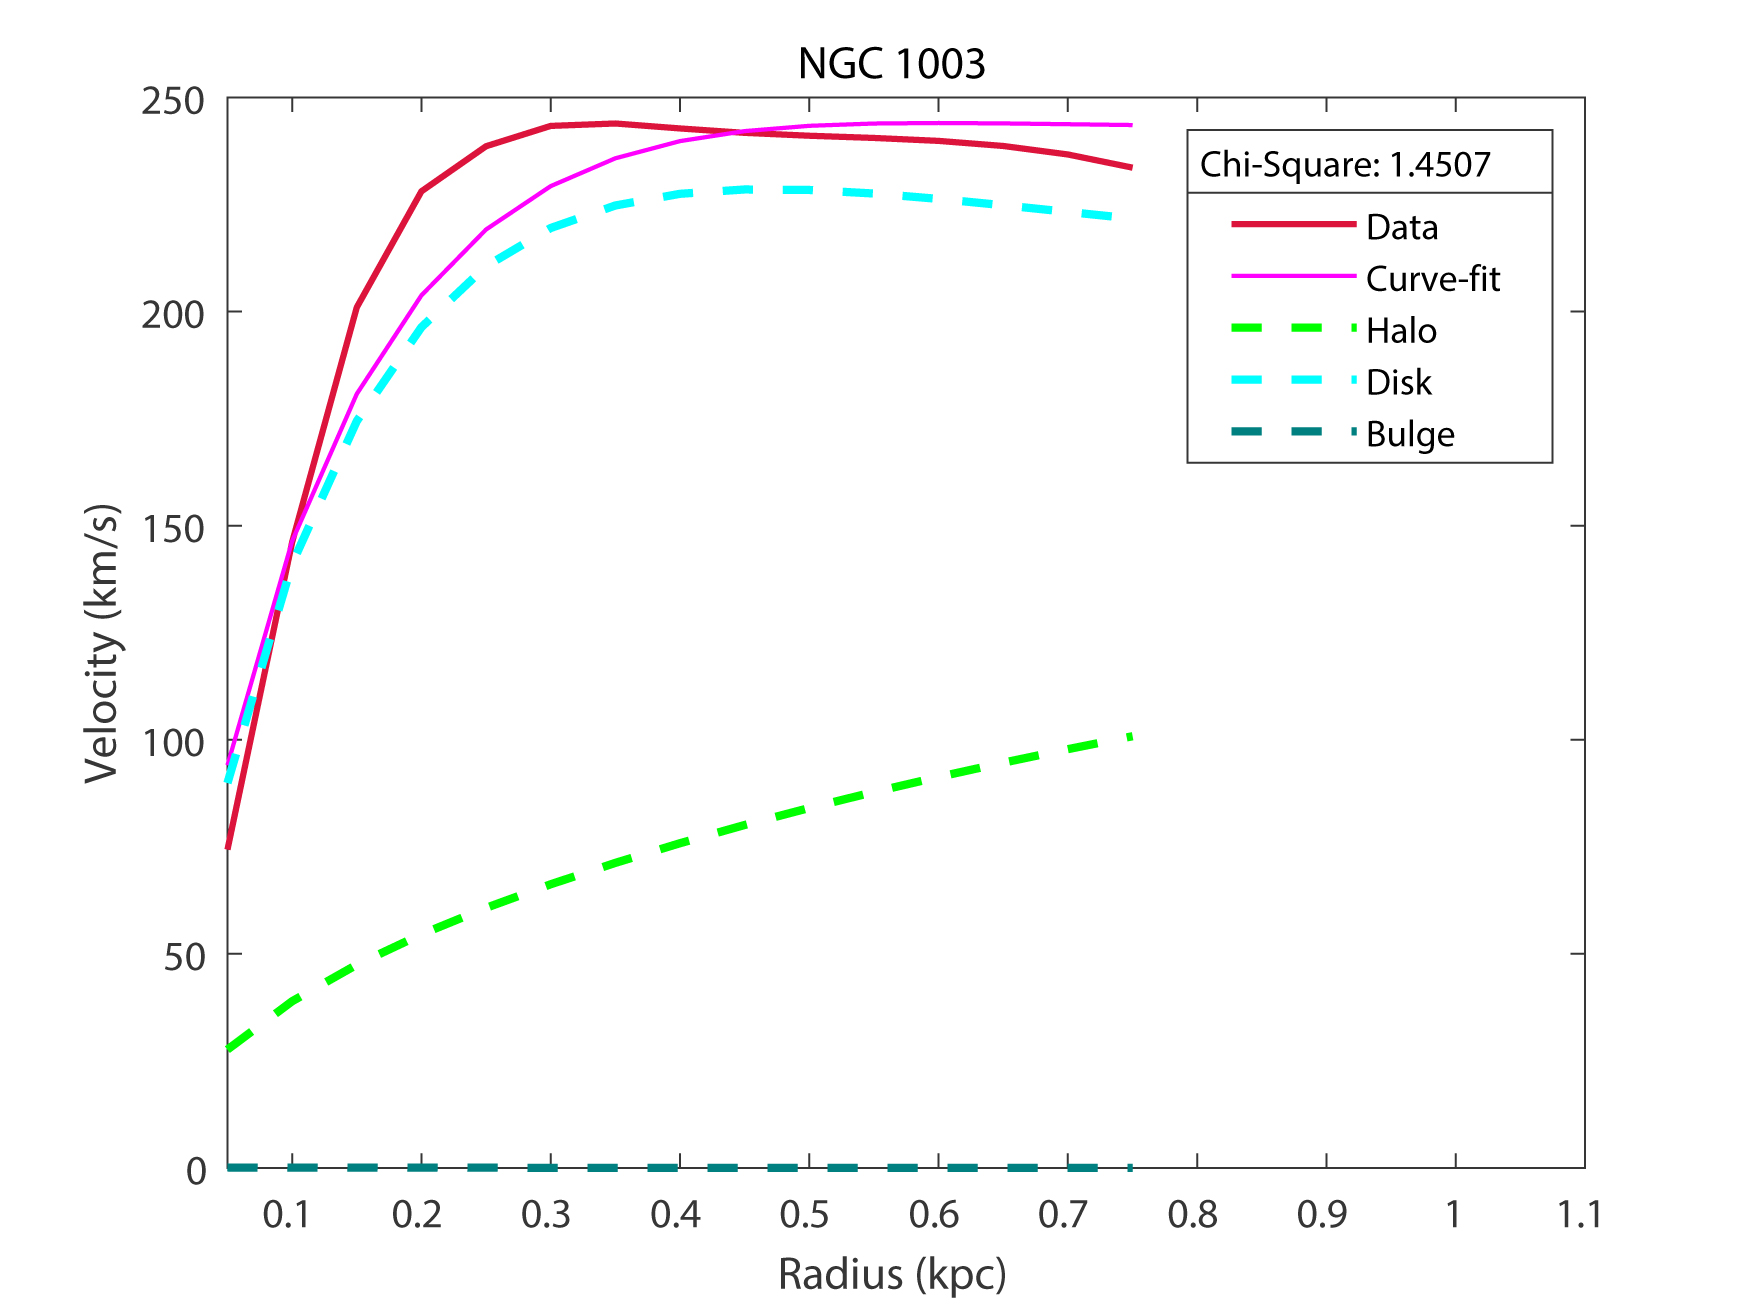 NGC 1003
250
200
150
100
50
0
Velocity (km/s)
Chi-Square: 1.4507
Data
Curve-fit
Halo
Disk
Bulge
0.1 0.2 0.3 0.4 0.5 0.6 0.7 0.8 0.9 1 1.1
Radius (kpc)